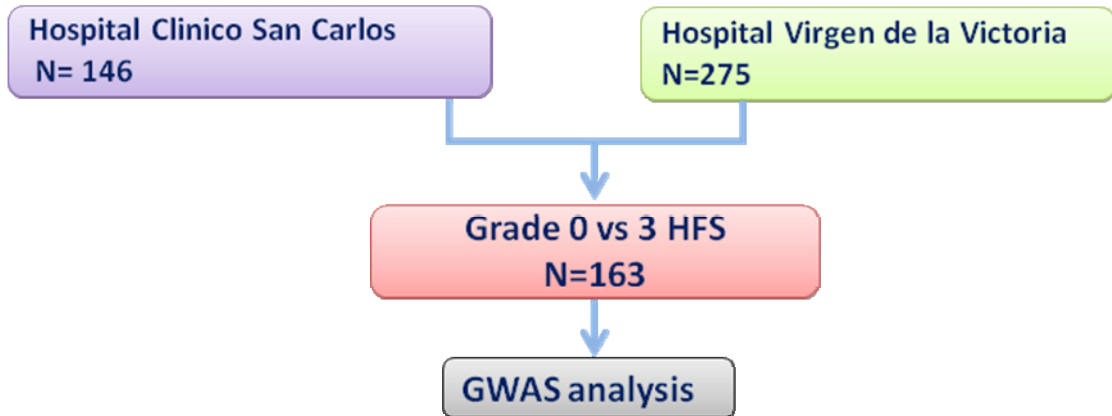 Hospital Clinico San Carlos
N= 146
Hospital Virgen de la Victoria
N=275
Grade 0 vs 3 HFS
N=163
GWAS analysis